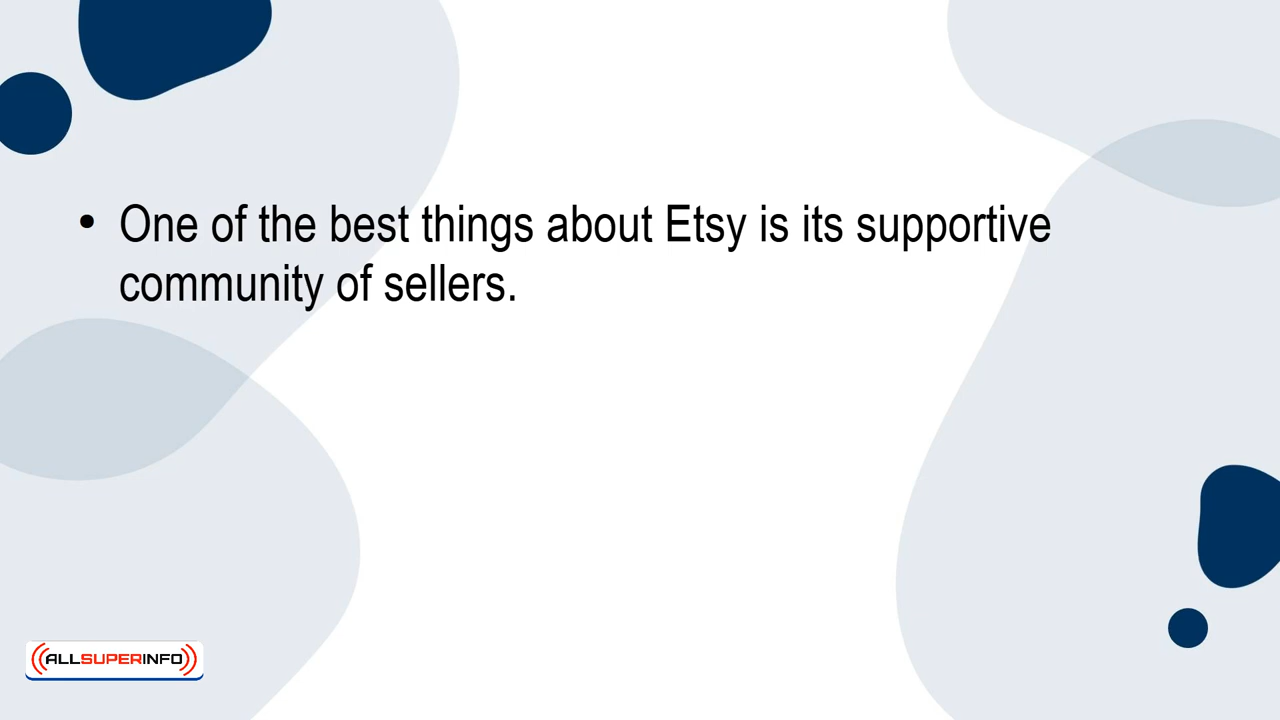 • One of the best things about Etsy is its supportive
community of sellers.
ALLSUPERINFO